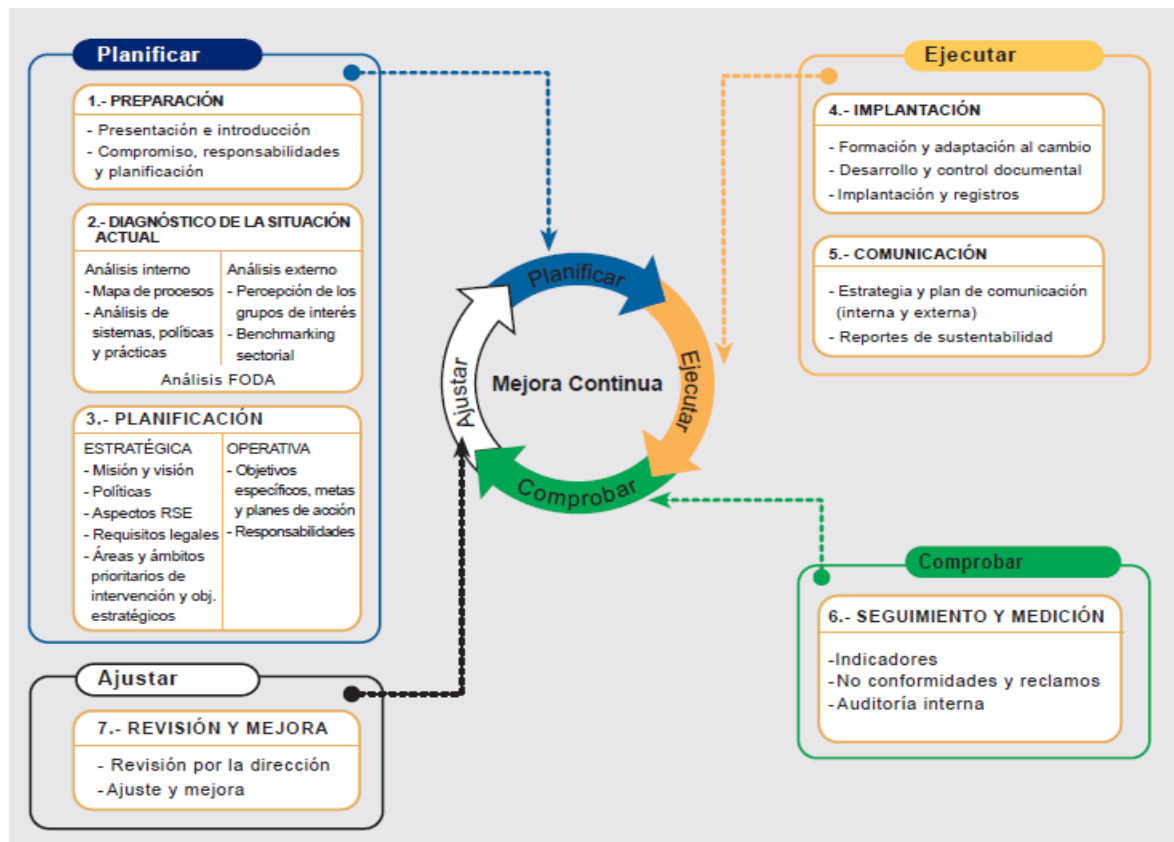 Planificar
1.- PREPARACIÓN
- Presentación e introducción
- Compromiso, responsabilidades
y planificación
2.- DIAGNÓSTICO DE LA SITUACIÓN
ACTUAL
Análisis interno
- Mapa de procesos
- Análisis de
sistemas, políticas
y prácticas
Análisis externo
- Percepción de los
grupos de interés
- Benchmarking
sectorial
Análisis FODA
3.- PLANIFICACIÓN
ESTRATÉGICA
- Misión y visión
- Políticas
- Aspectos RSE
- Requisitos legales
- Áreas y ámbitos
prioritarios de
intervención y obj.
estratégicos
OPERATIVA
- Objetivos
específicos, metas
y planes de acción
- Responsabilidades
Ajustar
7.- REVISIÓN Y MEJORA
- Revisión por la dirección
- Ajuste y mejora
Planificar
Ejecutar
Comprobar
Ajustar
Mejora Continua
Ejecutar
4.- IMPLANTACIÓN
- Formación y adaptación al cambio
- Desarrollo y control documental
- Implantación y registros
5.- COMUNICACIÓN
- Estrategia y plan de comunicación
(interna y externa)
- Reportes de sustentabilidad
Comprobar
6.- SEGUIMIENTO Y MEDICIÓN
-Indicadores
-No conformidades y reclamos
-Auditoría interna